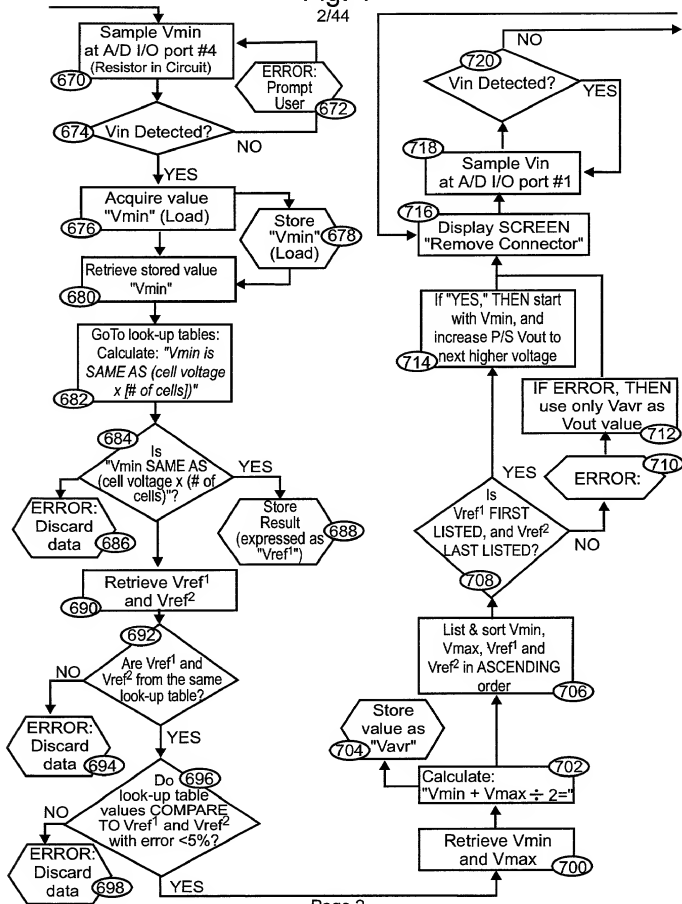 2/44
Sample Vmin
at A/D I/O port #4
(Resistor in Circuit)
670
ERROR:
Prompt
User
672
674
Vin Detected?
NO
YES
Acquire value
"Vmin" (Load)
676
Store
"Vmin"
(Load)
678
Retrieve stored value
"Vmin"
680
GoTo look-up tables:
Calculate: "Vmin is
SAME AS (cell voltage
x [# of cells])"
682
684
Is
"Vmin SAME AS
(cell voltage x (# of
cells)"?
YES
ERROR:
Discard
data
686
Store
Result
(expressed as
"Vref1")
688
Retrieve Vref1
and Vref2
690
692
Are Vref1 and
Vref2 from the same
look-up table?
NO
YES
ERROR:
Discard
data
694
696
Do
look-up table
values COMPARE
TO Vref1 and Vref2
with error <5%?
NO
YES
ERROR:
Discard
data
698
NO
720
Vin Detected?
YES
718
Sample Vin
at A/D I/O port #1
716
Display SCREEN
"Remove Connector"
If "YES," THEN start
with Vmin, and
increase P/S Vout to
next higher voltage
714
IF ERROR, THEN
use only Vavr as
Vout value
712
710
ERROR:
YES
Is
Vref1 FIRST
LISTED, and Vref2
LAST LISTED?
NO
708
List & sort Vmin,
Vmax, Vref1 and
Vref2 in ASCENDING
order
706
Store
value as
"Vavr"
704
702
Calculate:
"Vmin + Vmax ÷ 2="
Retrieve Vmin
and Vmax
700